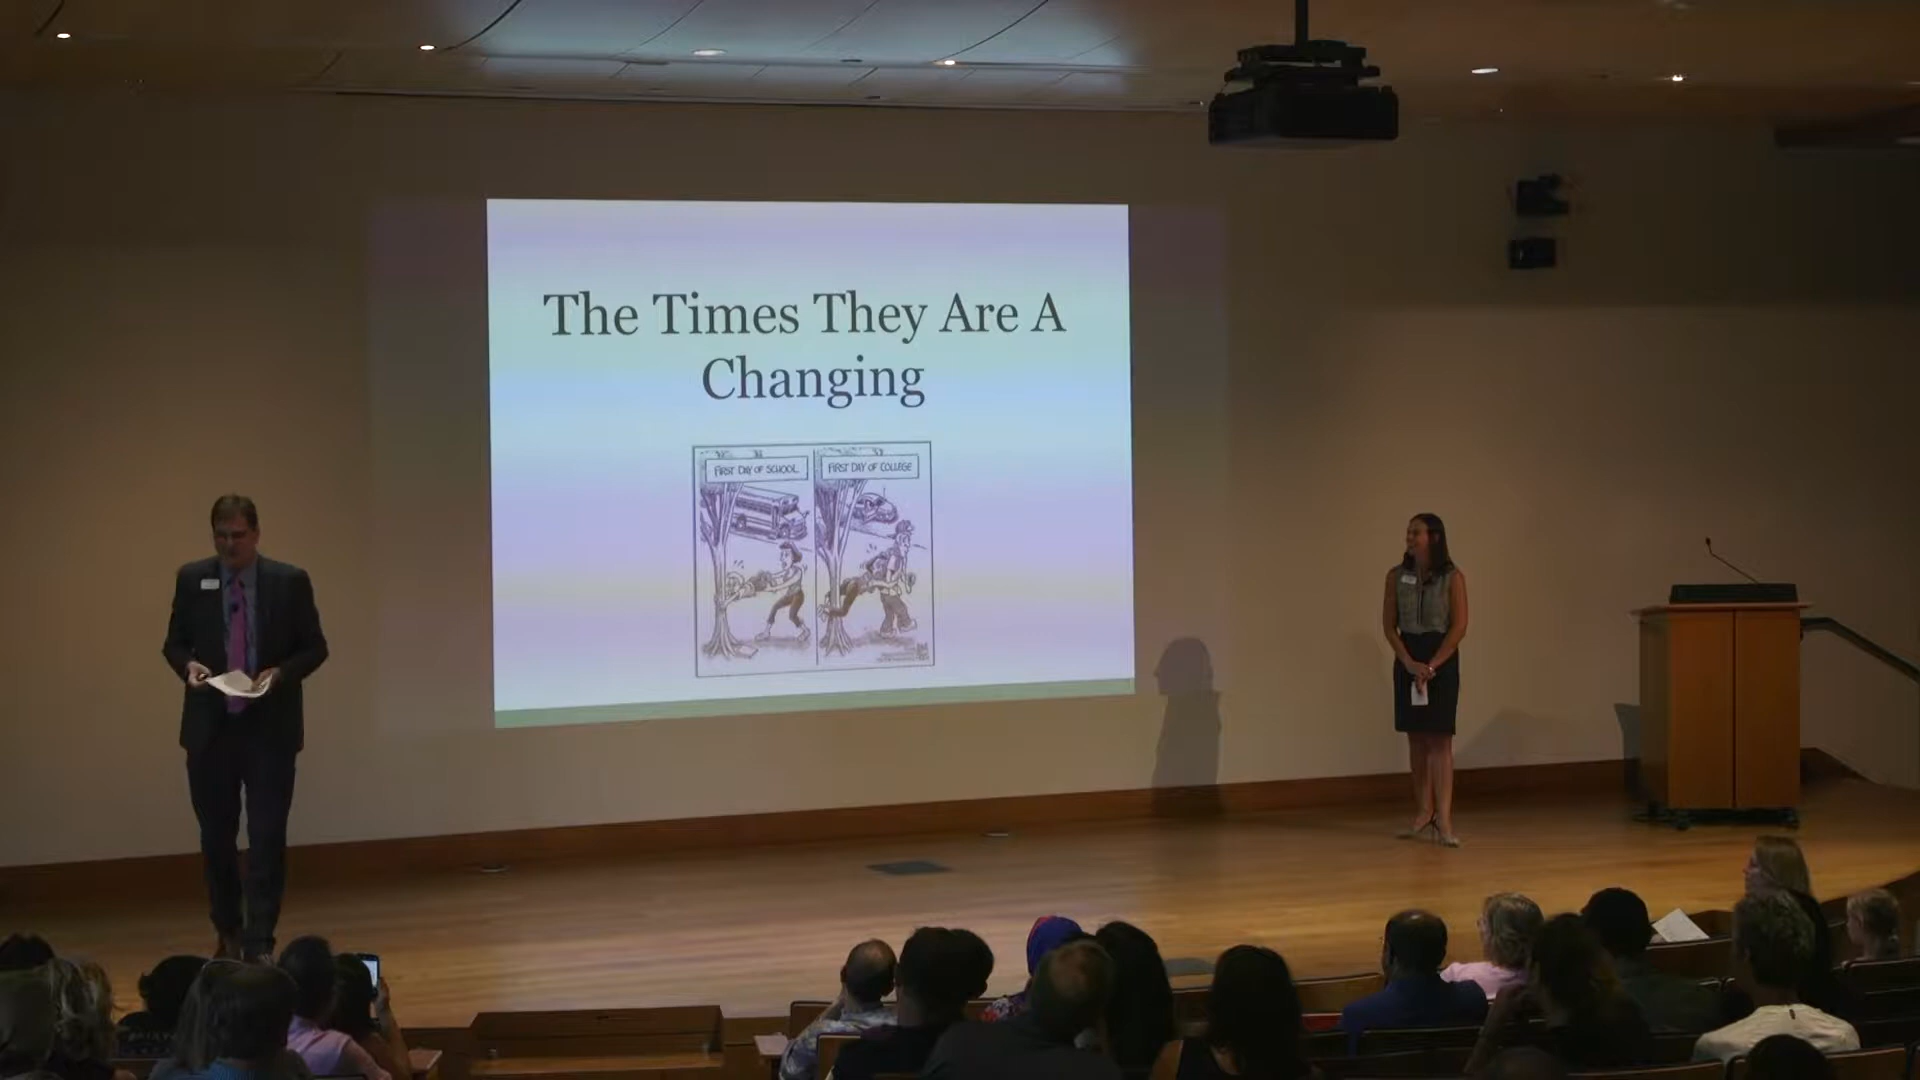 The Times They Are A
Changing
FIRST DAY OF SCHOOL
FIRST DAY OF COLLEGE